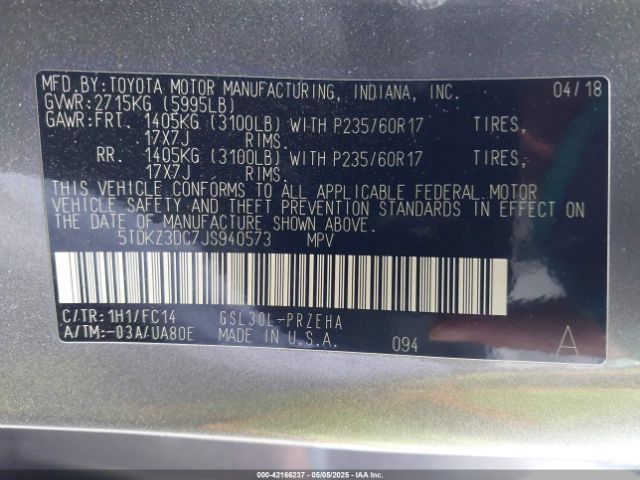 MFD.BY:TOYOTA MOTOR MANUFACTURING, INDIANA, INC. 04/18
GVWR:2715KG (5995LB)
GAWR:FRT. 1405KG (3100LB) WITH P235/60R17 TIRES,
17X7J RIMS.
RR. 1405KG (3100LB) WITH P235/60R17 TIRES,
17X7J RIMS.
THIS VEHICLE CONFORMS TO ALL APPLICABLE FEDERAL MOTOR
VEHICLE SAFETY AND THEFT PREVENTION STANDARDS IN EFFECT ON
THE DATE OF MANUFACTURE SHOWN ABOVE.
5TDKZ3DC7JS940573 MPV
C/TR:1H1/FC14 GSL30L-PRZEHA
A/TM:-03A/UA80E MADE IN U.S.A. 094 A
000-42166237 - 05/05/2025 - IAAI.COM